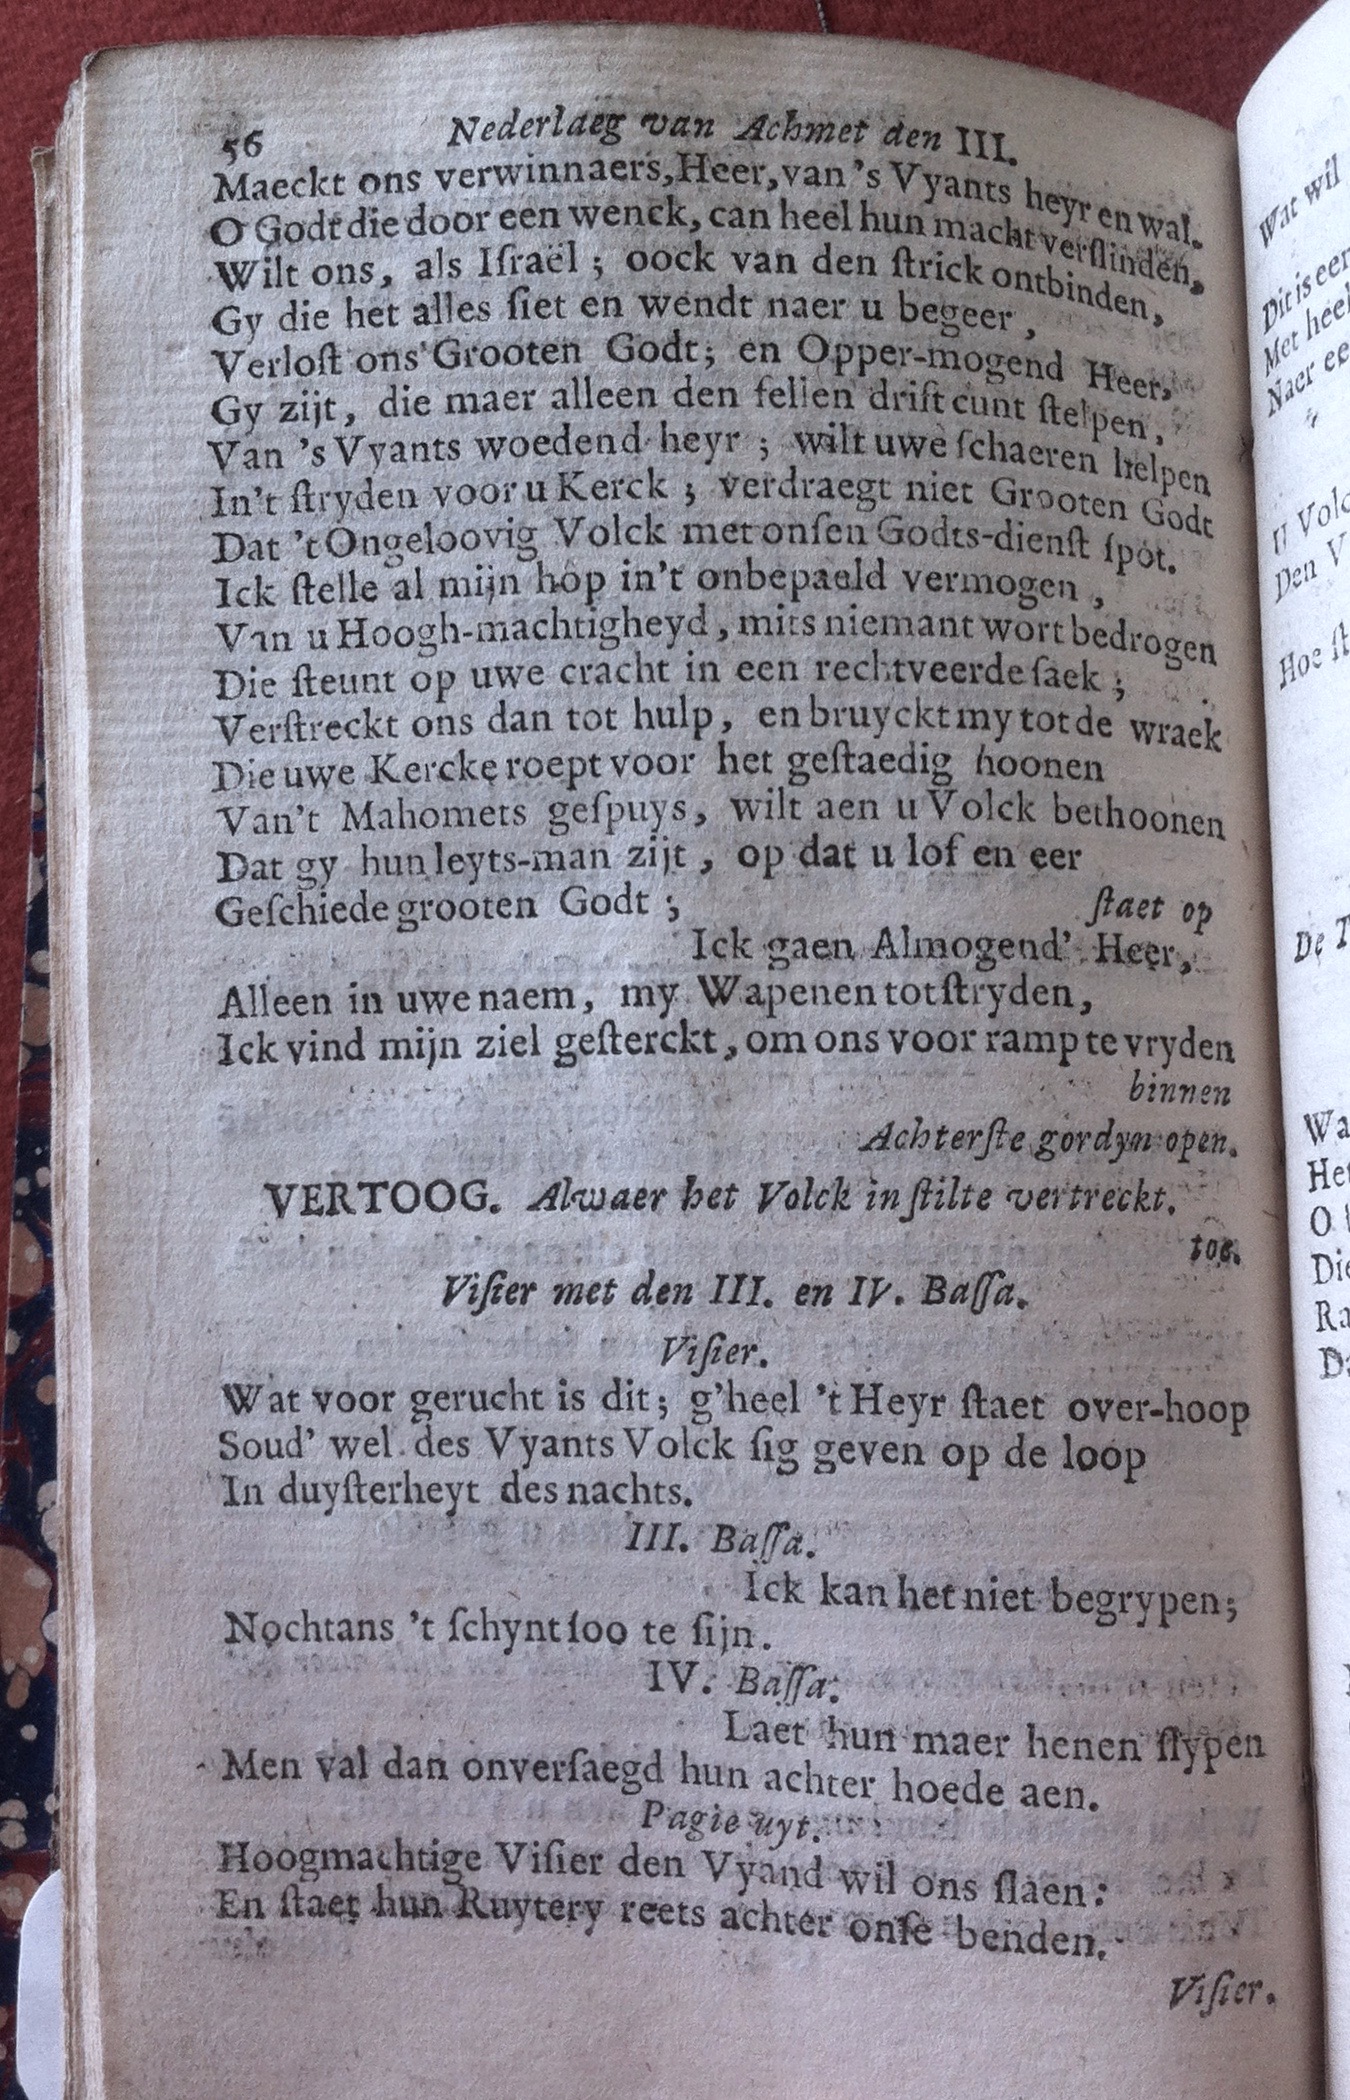 56 Nederlaeg van Achmet den III.
Maeckt ons verwinnaers, Heer, van 's Vyants heyr en wal.
O Godt die door een wenck, can heel hun macht verſlinden,
Wilt ons, als Iſraël ; oock van den ſtrick ontbinden,
Gy die het alles ſiet en wendt naer u begeer ,
Verloſt ons Grooten Godt; en Opper-mogend Heer,
Gy zijt, die maer alleen den fellen drift cunt ſtelpen,
Van 's Vyants woedend heyr ; wilt uwe ſchaeren helpen
In't ſtryden voor u Kerck ; verdraegt niet Grooten Godt
Dat 't Ongeloovig Volck met onſen Godts-dienſt ſpot.
Ick ſtelle al mijn hop in't onbepaeld vermogen ,
Van u Hoogh-machtigheyd, mits niemant wort bedrogen
Die ſteunt op uwe cracht in een rechtveerde ſaek ;
Verſtreckt ons dan tot hulp, en bruyckt my tot de wraek
Die uwe Kercke roept voor het geſtaedig hoonen
Van't Mahomets geſpuys, wilt aen u Volck bethoonen
Dat gy hun leyts-man zijt , op dat u lof en eer
Geſchiede grooten Godt ; ſtaet op
Ick gaen Almogend' Heer,
Alleen in uwe naem, my Wapenen tot ſtryden,
Ick vind mijn ziel geſterckt, om ons voor ramp te vryden
binnen
Achterſte gordyn open.
VERTOOG. Alwaer het Volck in ſtilte vertreckt.
toe.
Viſier met den III. en IV. Baſſa.
Viſier.
Wat voor gerucht is dit; g'heel 't Heyr ſtaet over-hoop
Soud' wel des Vyants Volck ſig geven op de loop
In duyſterheyt des nachts.
III. Baſſa.
Ick kan het niet begrypen;
Nochtans 't ſchynt ſoo te ſijn.
IV. Baſſa.
Laet hun maer henen ſlypen
Men val dan onverſaegd hun achter hoede aen.
Pagie uyt.
Hoogmachtige Viſier den Vyand wil ons ſlaen:
En ſtaet hun Ruytery reets achter onſe benden.
Viſier.
Wat wil
Dit is een
Met heel
Naer ee
U Volc
Den V
Hoe ſt
De T
Wa
Het
O
Die
Ra
Da